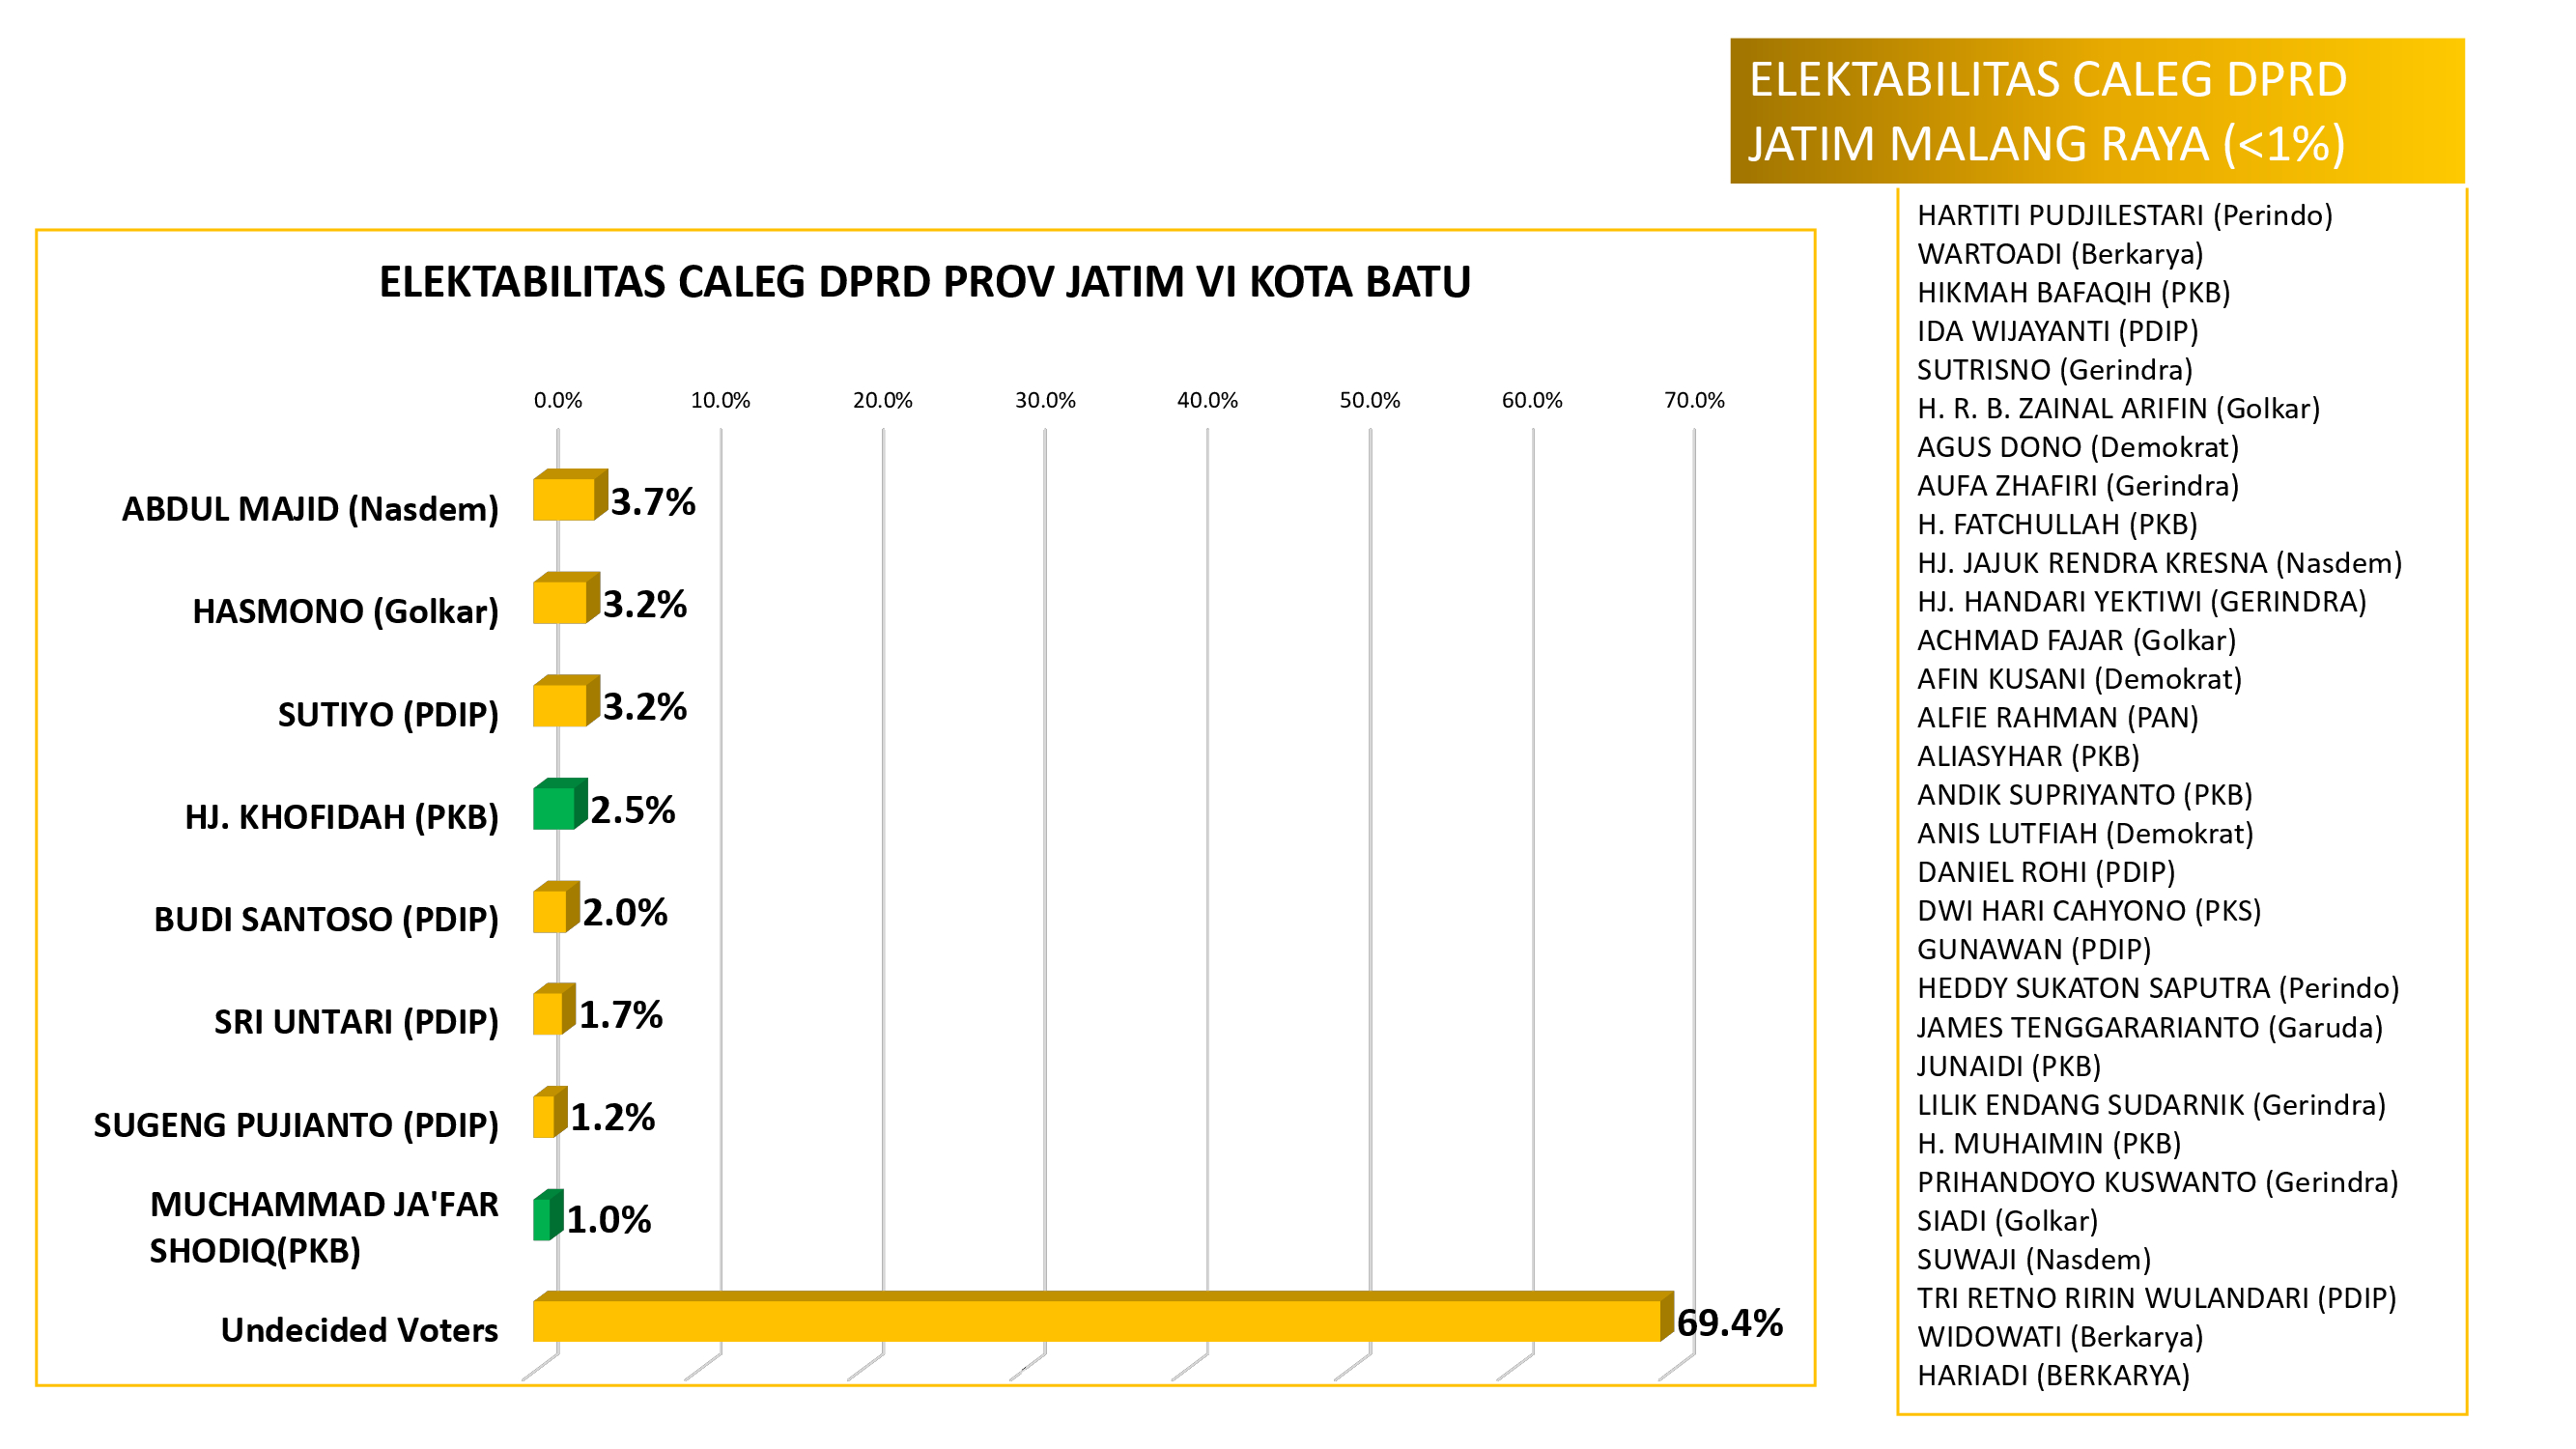 ELEKTABILITAS CALEG DPRD
JATIM MALANG RAYA (<1%)
ELEKTABILITAS CALEG DPRD PROV JATIM VI KOTA BATU
0.0% 10.0% 20.0% 30.0% 40.0% 50.0% 60.0% 70.0%
ABDUL MAJID (Nasdem) 3.7%
HASMONO (Golkar) 3.2%
SUTIYO (PDIP) 3.2%
HJ. KHOFIDAH (PKB) 2.5%
BUDI SANTOSO (PDIP) 2.0%
SRI UNTARI (PDIP) 1.7%
SUGENG PUJIANTO (PDIP) 1.2%
MUCHAMMAD JA'FAR
SHODIQ(PKB) 1.0%
Undecided Voters 69.4%
HARTITI PUDJILESTARI (Perindo)
WARTOADI (Berkarya)
HIKMAH BAFAQIH (PKB)
IDA WIJAYANTI (PDIP)
SUTRISNO (Gerindra)
H. R. B. ZAINAL ARIFIN (Golkar)
AGUS DONO (Demokrat)
AUFA ZHAFIRI (Gerindra)
H. FATCHULLAH (PKB)
HJ. JAJUK RENDRA KRESNA (Nasdem)
HJ. HANDARI YEKTIWI (GERINDRA)
ACHMAD FAJAR (Golkar)
AFIN KUSANI (Demokrat)
ALFIE RAHMAN (PAN)
ALIASYHAR (PKB)
ANDIK SUPRIYANTO (PKB)
ANIS LUTFIAH (Demokrat)
DANIEL ROHI (PDIP)
DWI HARI CAHYONO (PKS)
GUNAWAN (PDIP)
HEDDY SUKATON SAPUTRA (Perindo)
JAMES TENGGARARIANTO (Garuda)
JUNAIDI (PKB)
LILIK ENDANG SUDARNIK (Gerindra)
H. MUHAIMIN (PKB)
PRIHANDOYO KUSWANTO (Gerindra)
SIADI (Golkar)
SUWAJI (Nasdem)
TRI RETNO RIRIN WULANDARI (PDIP)
WIDOWATI (Berkarya)
HARIADI (BERKARYA)